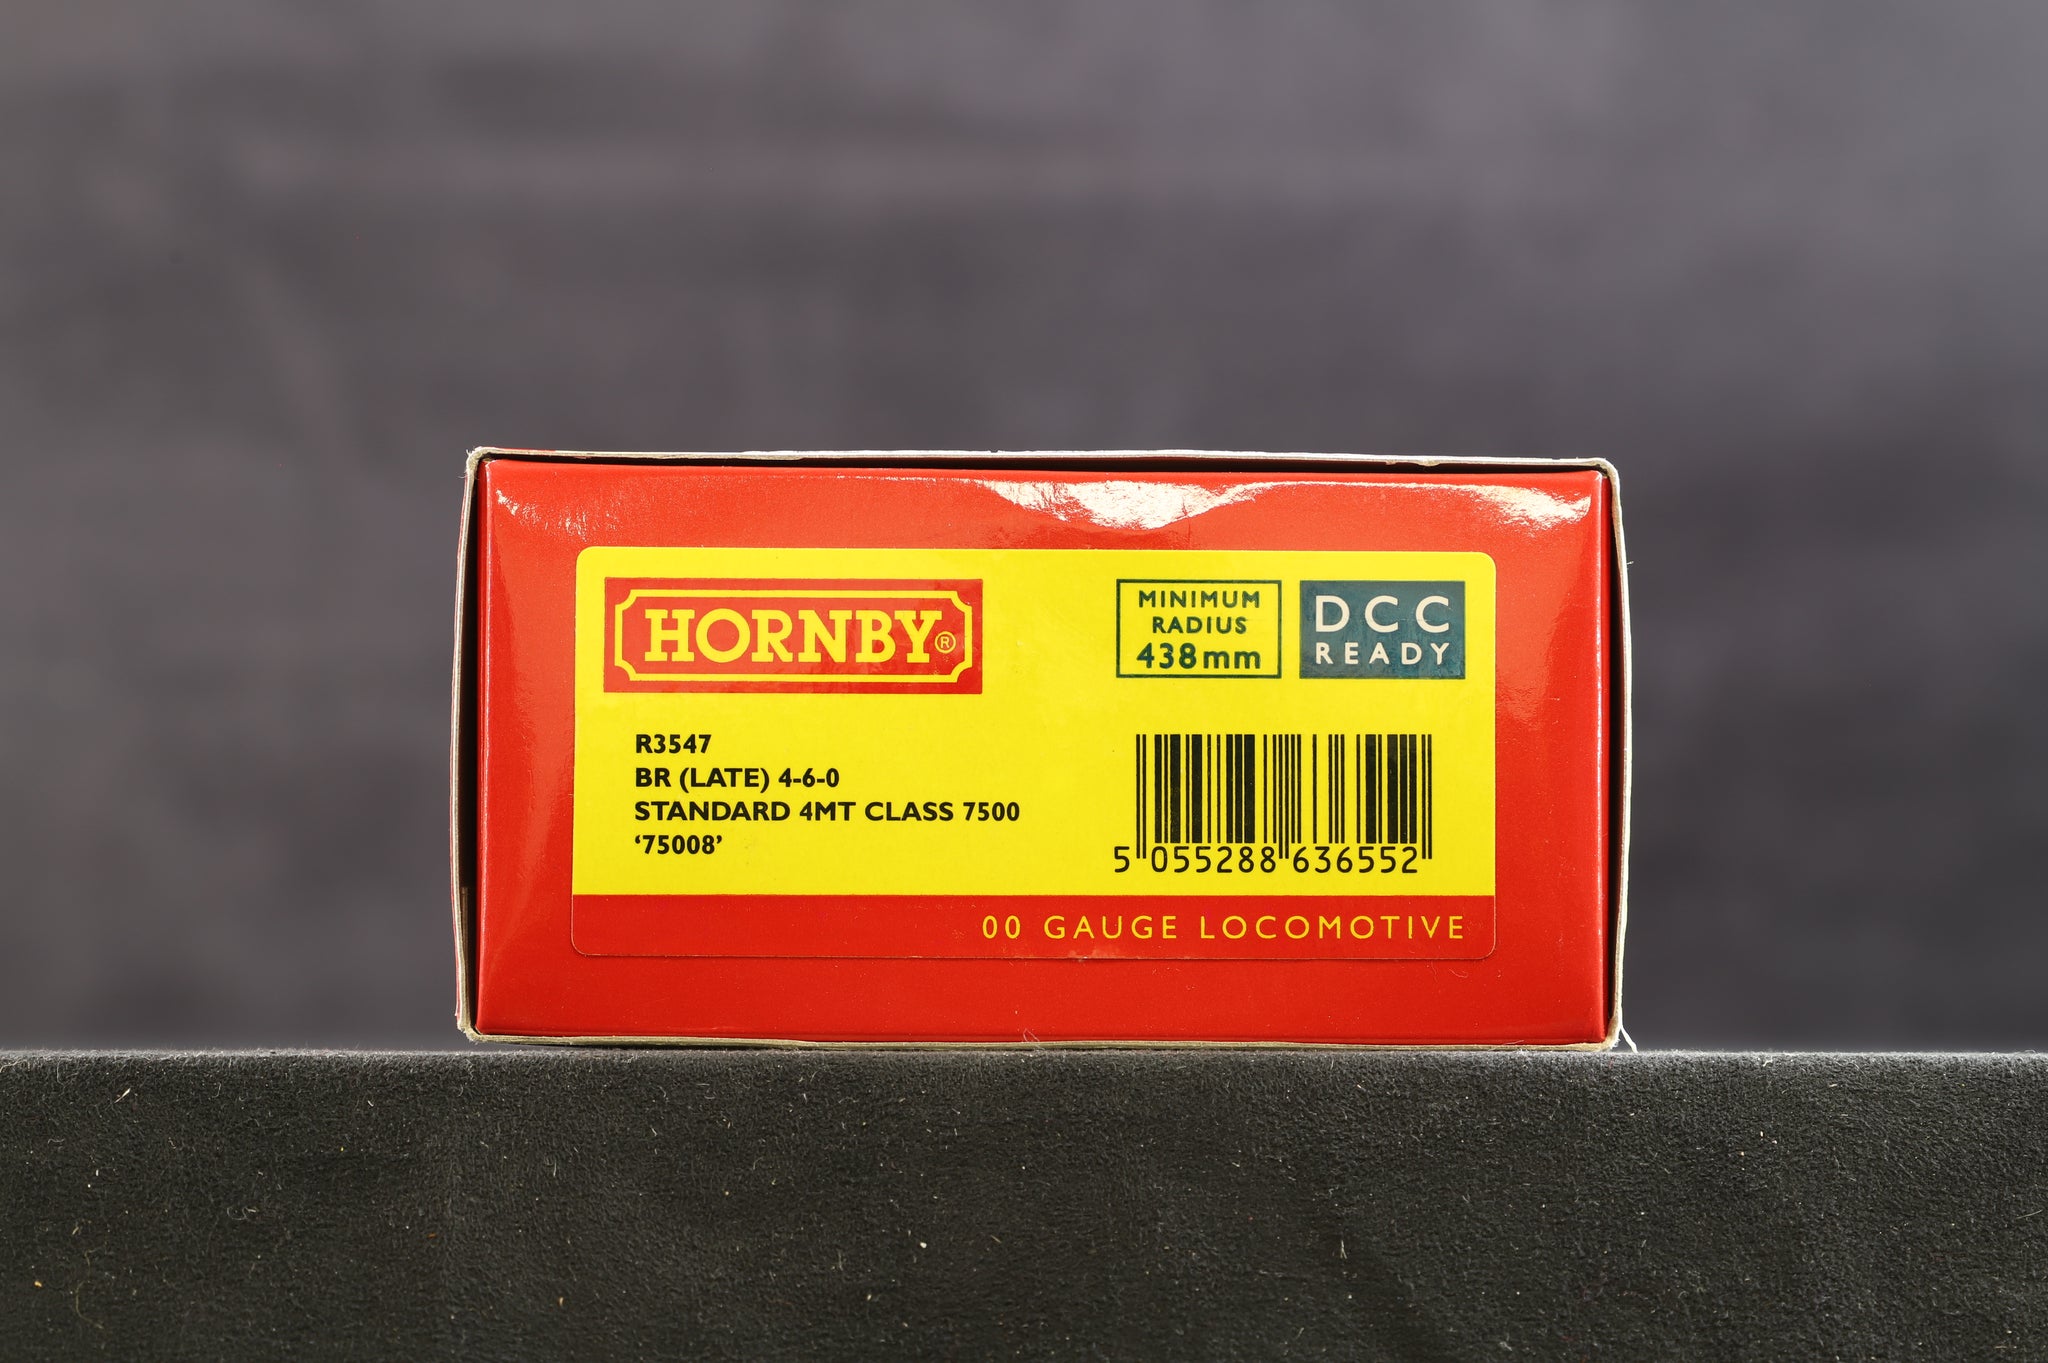 HORNBY®
MINIMUM
RADIUS
438mm
DCC
READY
R3547
BR (LATE) 4-6-0
STANDARD 4MT CLASS 7500
‘75008’
5 055288 636552
00 GAUGE LOCOMOTIVE